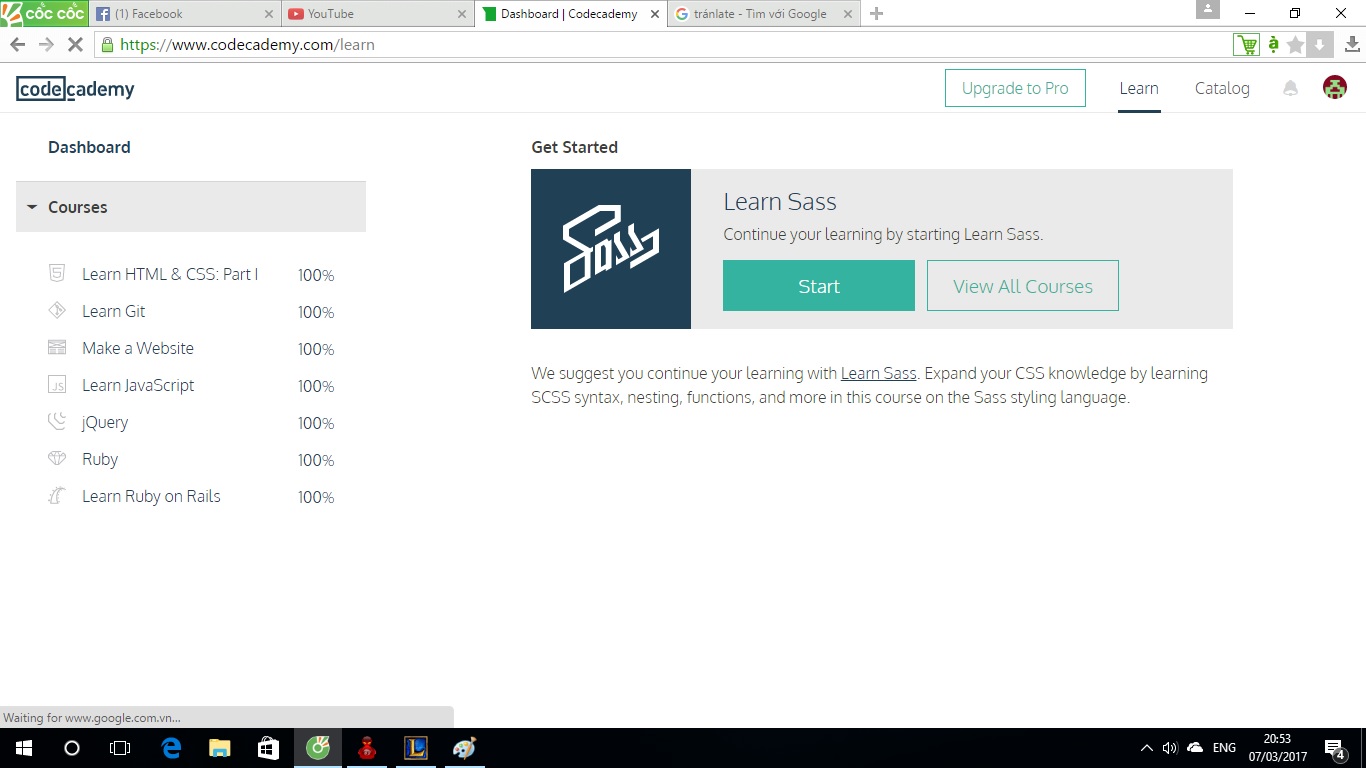 cốc cốc
(1) Facebook
YouTube
Dashboard | Codecademy
tränlate - Tìm với Google
https://www.codecademy.com/learn
codecademy
Upgrade to Pro
Learn
Catalog
Dashboard
Get Started
Courses
Learn Sass
Continue your learning by starting Learn Sass.
Start
View All Courses
Sass
Learn HTML & CSS: Part I 100%
Learn Git 100%
Make a Website 100%
JS
Learn JavaScript 100%
jQuery 100%
Ruby 100%
Learn Ruby on Rails 100%
We suggest you continue your learning with Learn Sass. Expand your CSS knowledge by learning
SCSS syntax, nesting, functions, and more in this course on the Sass styling language.
Waiting for www.google.com.vn...
ENG
20:53
07/03/2017
4